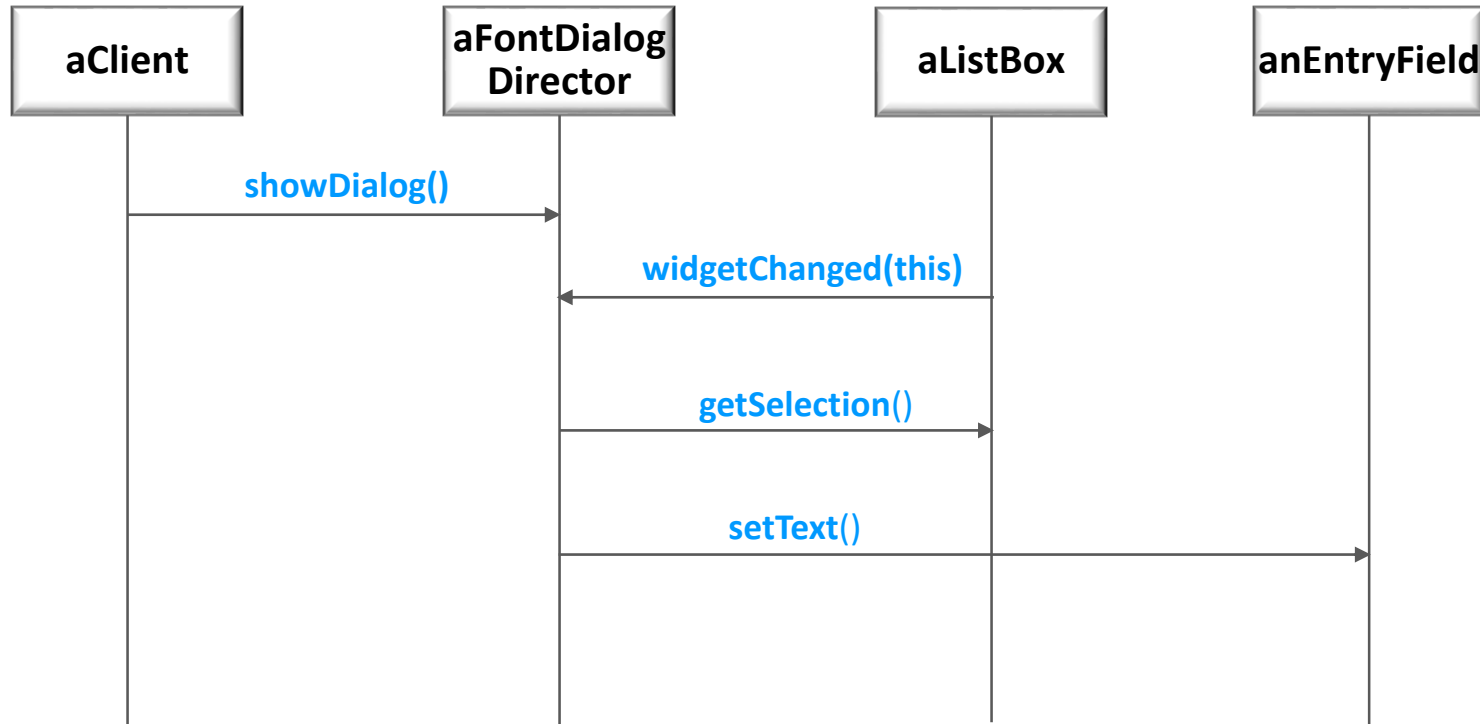 aClient
aFontDialog
Director
aListBox
anEntryField
showDialog()
widgetChanged(this)
getSelection()
setText()